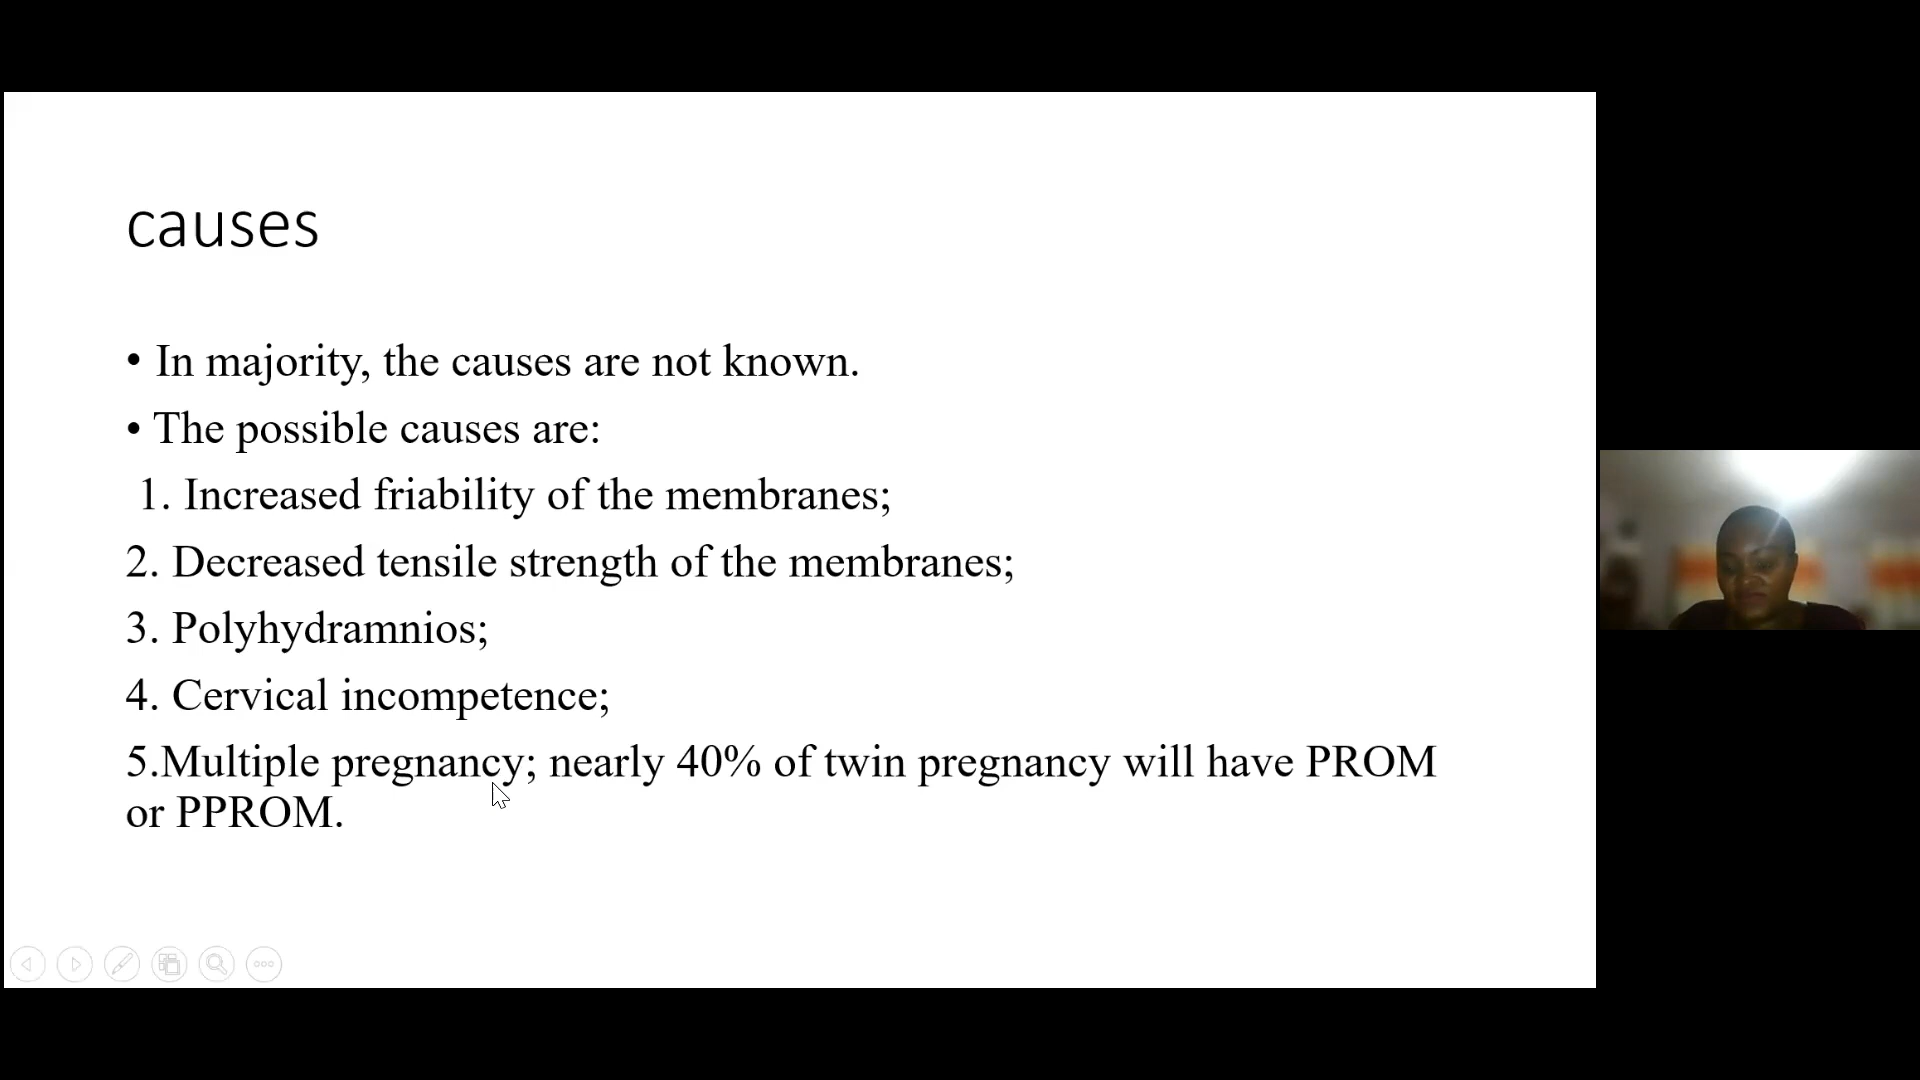 causes
• In majority, the causes are not known.
• The possible causes are:
1. Increased friability of the membranes;
2. Decreased tensile strength of the membranes;
3. Polyhydramnios;
4. Cervical incompetence;
5.Multiple pregnancy; nearly 40% of twin pregnancy will have PROM
or PPROM.